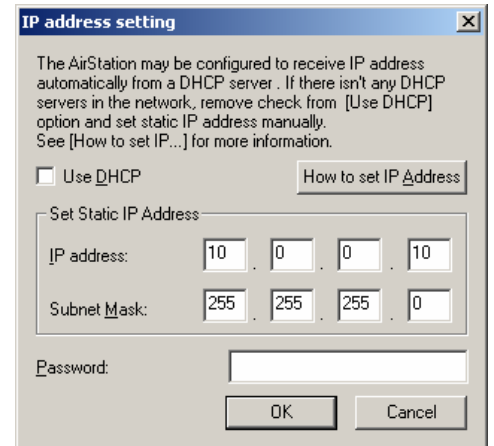 IP address setting
The AirStation may be configured to receive IP address
automatically from a DHCP server . If there isn't any DHCP
servers in the network, remove check from [Use DHCP]
option and set static IP address manually.
See [How to set IP...] for more information.
Use DHCP
How to set IP Address
Set Static IP Address
IP address: 10 . 0 . 0 . 10
Subnet Mask: 255 . 255 . 255 . 0
Password:
OK Cancel